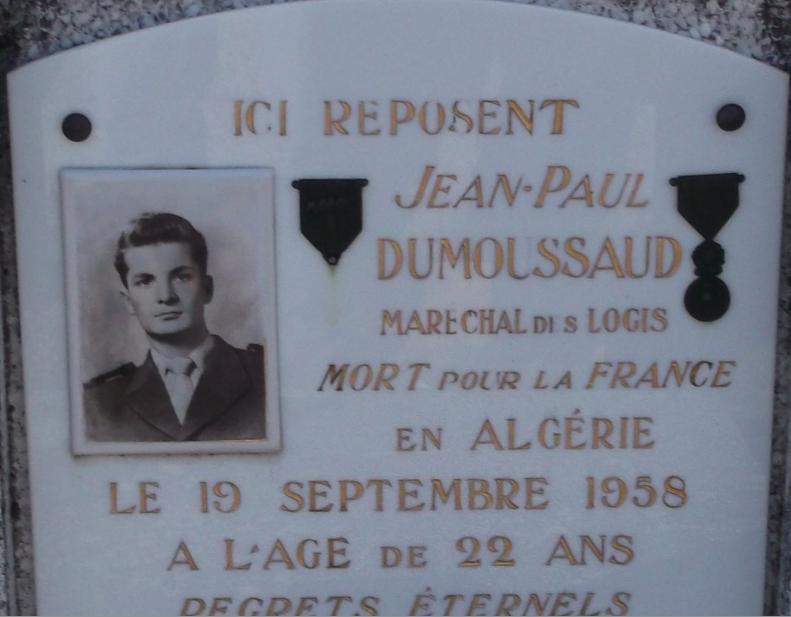 ICI REPOSENT
JEAN-PAUL
DUMOUSSAUD
MARÉCHAL DES LOGIS
MORT POUR LA FRANCE
EN ALGÉRIE
LE 19 SEPTEMBRE 1958
A L'AGE DE 22 ANS
REGRETS ÉTERNELS